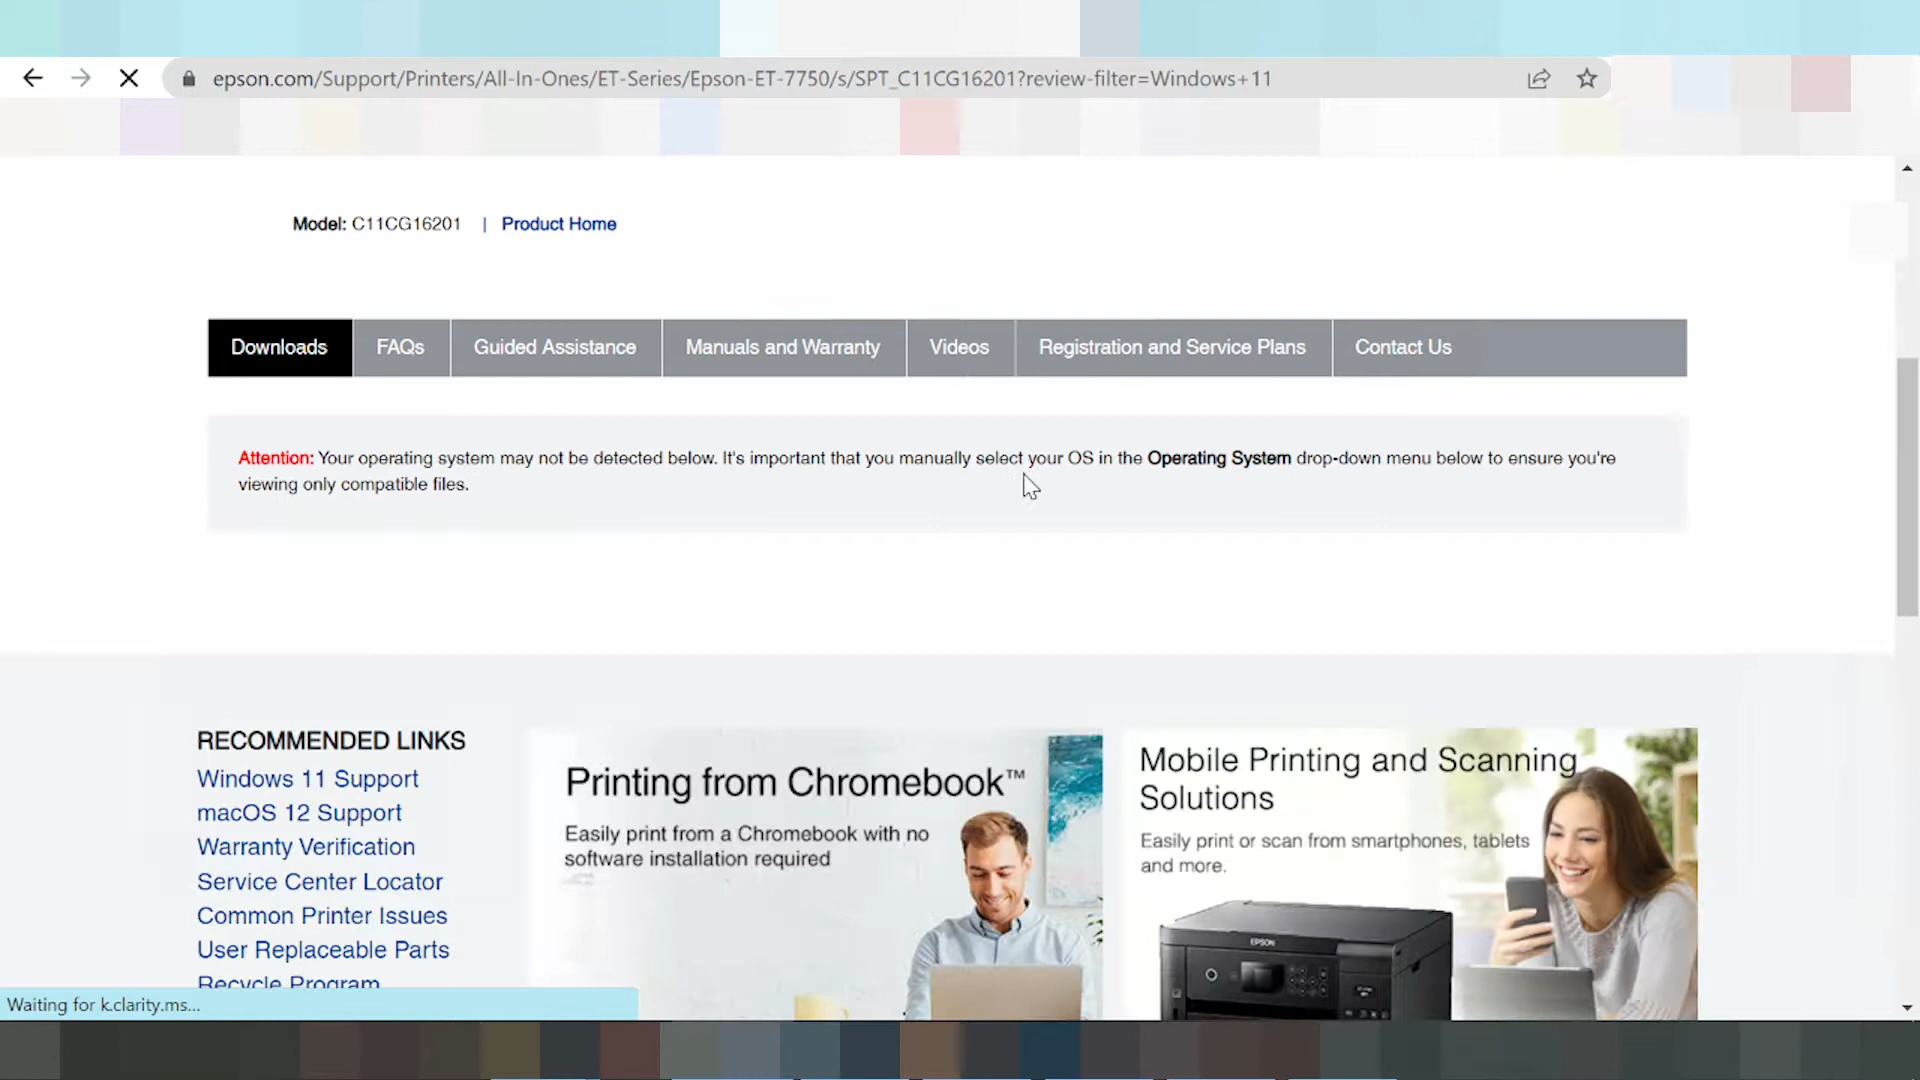 epson.com/Support/Printers/All-In-Ones/ET-Series/Epson-ET-7750/s/SPT_C11CG16201?review-filter=Windows+11
Model: C11CG16201 | Product Home
Downloads FAQs Guided Assistance Manuals and Warranty Videos Registration and Service Plans Contact Us
Attention: Your operating system may not be detected below. It's important that you manually select your OS in the Operating System drop-down menu below to ensure you're
viewing only compatible files.
RECOMMENDED LINKS
Windows 11 Support
macOS 12 Support
Warranty Verification
Service Center Locator
Common Printer Issues
User Replaceable Parts
Recycle Program
Printing from Chromebook™
Easily print from a Chromebook with no
software installation required
Mobile Printing and Scanning
Solutions
Easily print or scan from smartphones, tablets
and more.
EPSON
Waiting for k.clarity.ms...